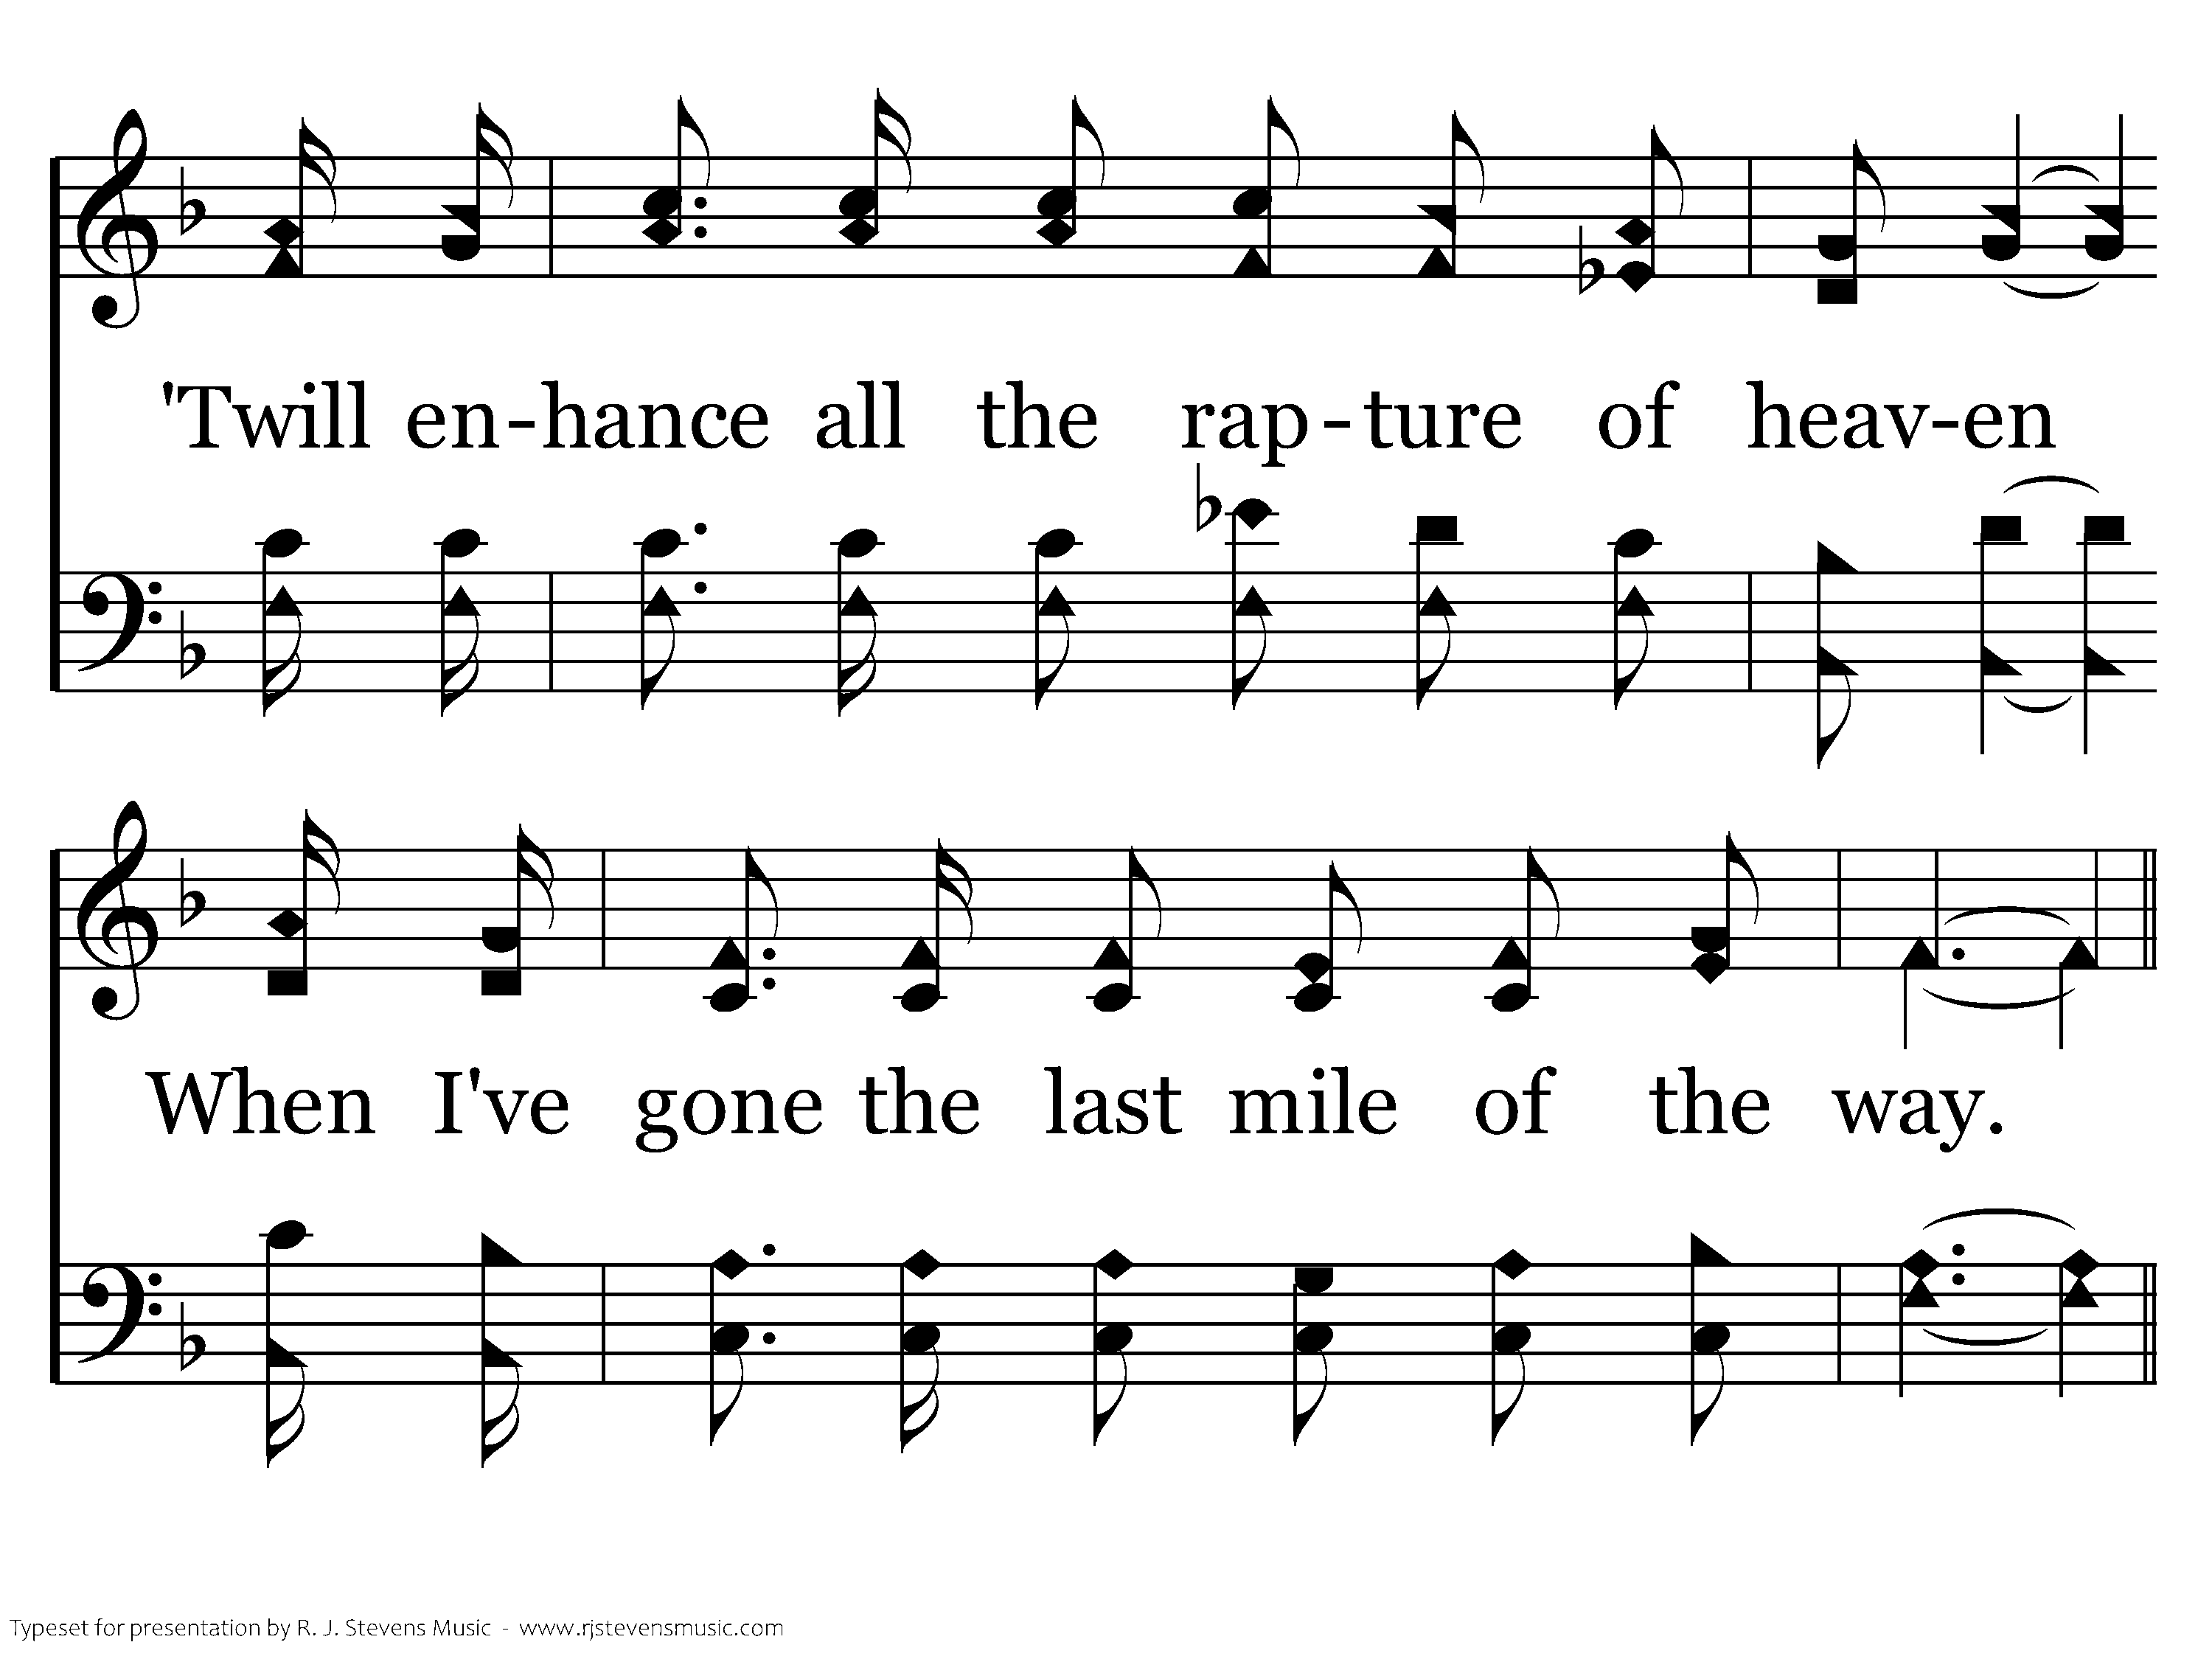 'Twill en-hance all the rap-ture of heav-en
When I've gone the last mile of the way.
Typeset for presentation by R. J. Stevens Music - www.rjstevensmusic.com